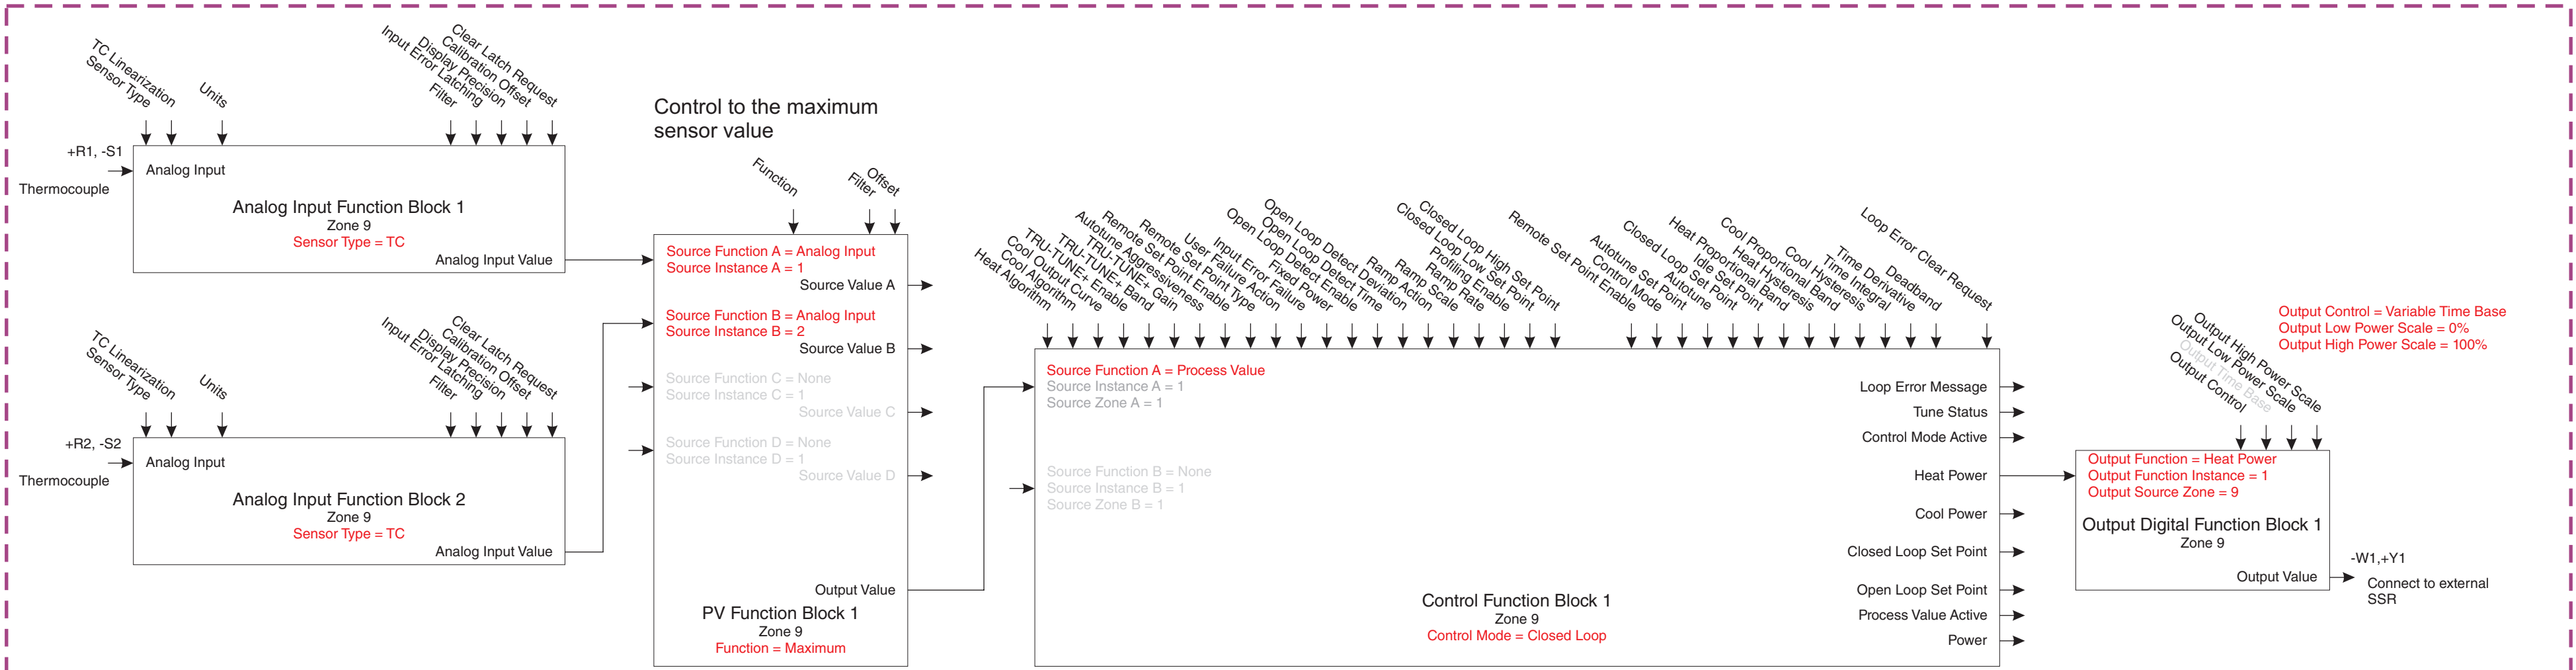 TC Linearization
Sensor Type
Units
Clear Latch Request
Calibration Offset
Display Precision
Input Error Latching
Filter
+R1, -S1
Thermocouple
Analog Input
Analog Input Function Block 1
Zone 9
Sensor Type = TC
Analog Input Value
TC Linearization
Sensor Type
Units
Clear Latch Request
Calibration Offset
Display Precision
Input Error Latching
Filter
+R2, -S2
Thermocouple
Analog Input
Analog Input Function Block 2
Zone 9
Sensor Type = TC
Analog Input Value
Control to the maximum
sensor value
Function
Filter
Offset
Source Function A = Analog Input
Source Instance A = 1
Source Value A
Source Function B = Analog Input
Source Instance B = 2
Source Value B
Source Function C = None
Source Instance C = 1
Source Value C
Source Function D = None
Source Instance D = 1
Source Value D
Output Value
PV Function Block 1
Zone 9
Function = Maximum
Heat Algorithm
Cool Algorithm
Cool Output Curve
TRU-TUNE+ Enable
TRU-TUNE+ Band
TRU-TUNE+ Gain
Autotune Aggressiveness
Remote Set Point Enable
Remote Set Point Type
User Failure Action
Input Error Failure
Fixed Power
Open Loop Detect Enable
Open Loop Detect Time
Open Loop Detect Deviation
Ramp Action
Ramp Scale
Ramp Rate
Profiling Enable
Closed Loop Low Set Point
Closed Loop High Set Point
Remote Set Point Enable
Control Mode
Autotune Set Point
Autotune
Closed Loop Set Point
Idle Set Point
Heat Proportional Band
Heat Hysteresis
Cool Proportional Band
Cool Hysteresis
Time Integral
Time Derivative
Deadband
Loop Error Clear Request
Source Function A = Process Value
Source Instance A = 1
Source Zone A = 1
Source Function B = None
Source Instance B = 1
Source Zone B = 1
Loop Error Message
Tune Status
Control Mode Active
Heat Power
Cool Power
Closed Loop Set Point
Open Loop Set Point
Process Value Active
Power
Control Function Block 1
Zone 9
Control Mode = Closed Loop
Output Control = Variable Time Base
Output Low Power Scale = 0%
Output High Power Scale = 100%
Output High Power Scale
Output Low Power Scale
Output Time Base
Output Control
Output Function = Heat Power
Output Function Instance = 1
Output Source Zone = 9
Output Digital Function Block 1
Zone 9
Output Value
-W1,+Y1
Connect to external
SSR